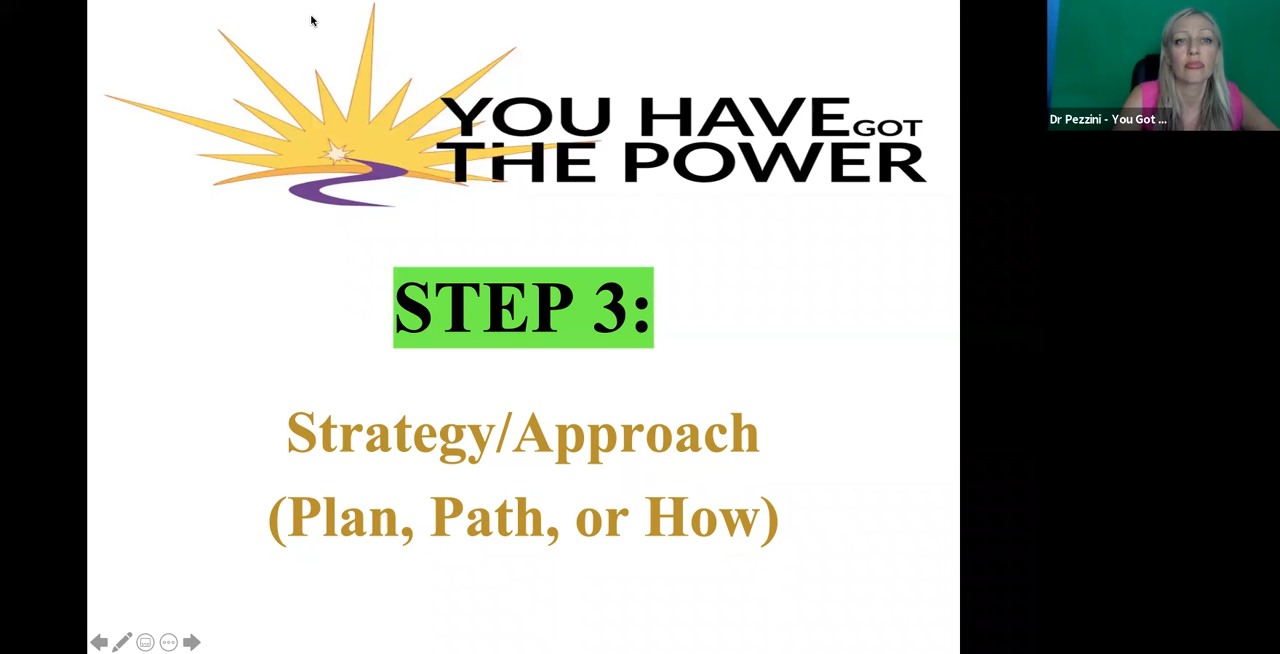 YOU HAVE GOT
THE POWER
STEP 3:
Strategy/Approach
(Plan, Path, or How)
Dr Pezzini - You Got ...